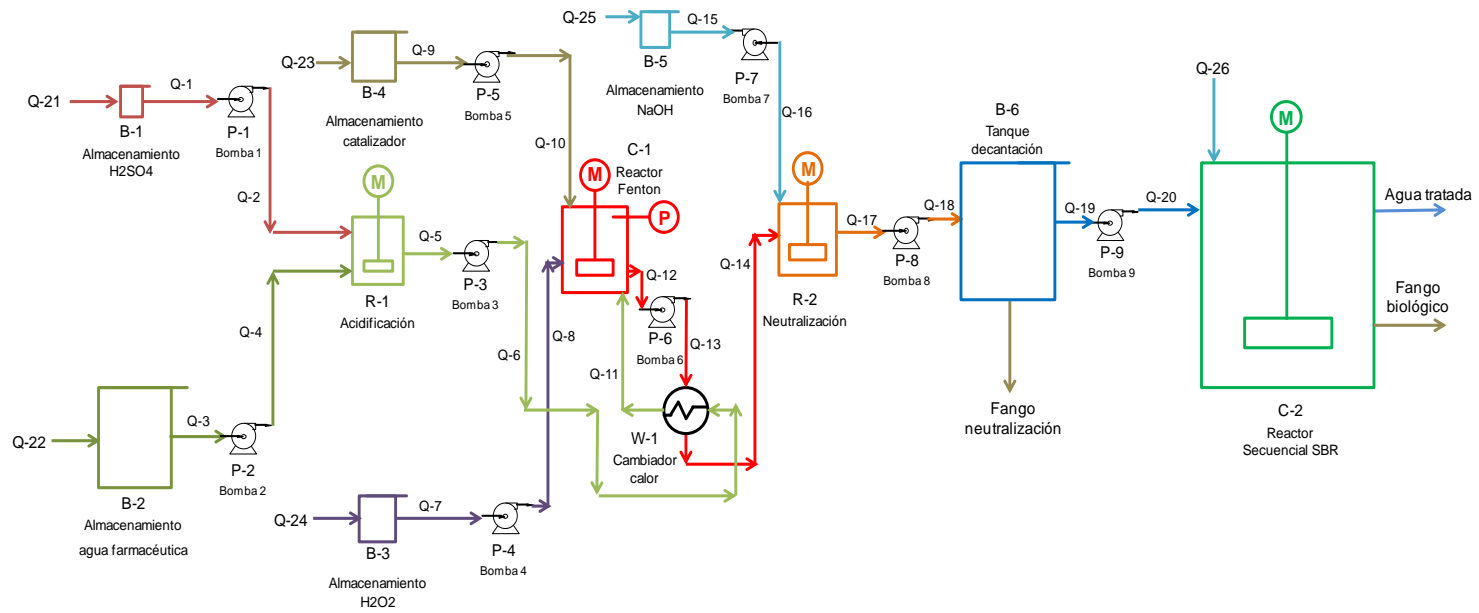 Q-21
Q-1
B-1
Almacenamiento
H2SO4
P-1
Bomba 1
Q-2
Q-22
Q-3
B-2
Almacenamiento
agua farmacéutica
P-2
Bomba 2
Q-4
Q-23
Q-9
B-4
Almacenamiento
catalizador
P-5
Bomba 5
Q-10
M
R-1
Acidificación
Q-5
P-3
Bomba 3
Q-6
Q-24
Q-7
B-3
Almacenamiento
H2O2
P-4
Bomba 4
Q-8
C-1
Reactor
Fenton
M
P
Q-12
P-6
Bomba 6
Q-13
Q-11
W-1
Cambiador
calor
Q-14
Q-25
Q-15
B-5
Almacenamiento
NaOH
P-7
Bomba 7
Q-16
M
R-2
Neutralización
Q-17
P-8
Bomba 8
Q-18
B-6
Tanque
decantación
Fango
neutralización
Q-19
P-9
Bomba 9
Q-20
Q-26
M
C-2
Reactor
Secuencial SBR
Agua tratada
Fango
biológico